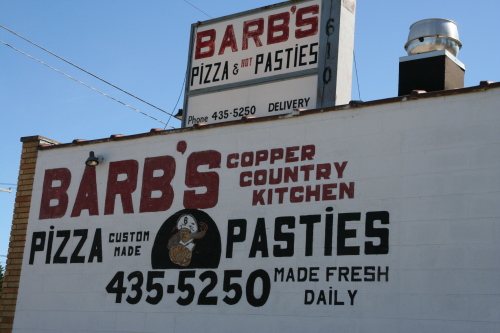 BARB'S
PIZZA & HOT PASTIES
Phone 435-5250 DELIVERY
610
BARB'S COPPER
COUNTRY
KITCHEN
PIZZA CUSTOM MADE PASTIES
435-5250 MADE FRESH
DAILY